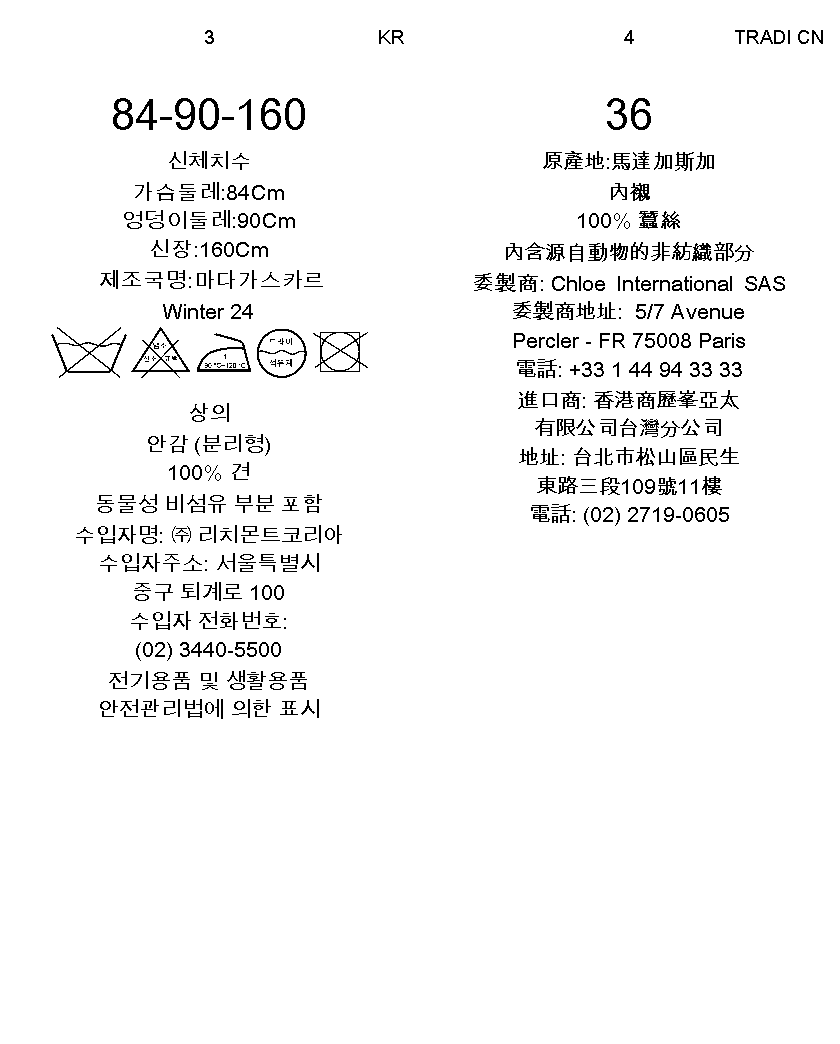 3 KR
84-90-160
신체치수
가슴둘레:84Cm
엉덩이둘레:90Cm
신장:160Cm
제조국명:마다가스카르
Winter 24
염소
산소 표백
1
90 °C~120 °C
드라이
석유계
상의
안감 (분리형)
100% 견
동물성 비섬유 부분 포함
수입자명: ㈜ 리치몬트코리아
수입자주소: 서울특별시
중구 퇴계로 100
수입자 전화번호:
(02) 3440-5500
전기용품 및 생활용품
안전관리법에 의한 표시
4 TRADI CN
36
原產地:馬達加斯加
內襯
100% 蠶絲
內含源自動物的非紡織部分
委製商: Chloe International SAS
委製商地址: 5/7 Avenue
Percler - FR 75008 Paris
電話: +33 1 44 94 33 33
進口商: 香港商歷峯亞太
有限公司台灣分公司
地址: 台北市松山區民生
東路三段109號11樓
電話: (02) 2719-0605